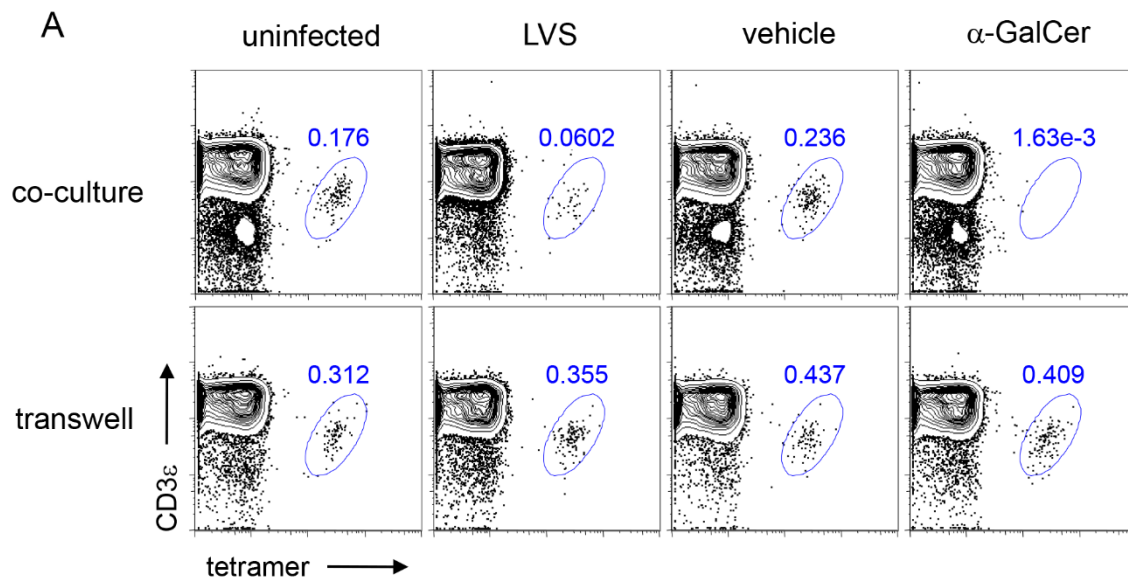 A
uninfected LVS vehicle α-GalCer
co-culture 0.176 0.0602 0.236 1.63e-3
transwell 0.312 0.355 0.437 0.409
CD3ε
tetramer